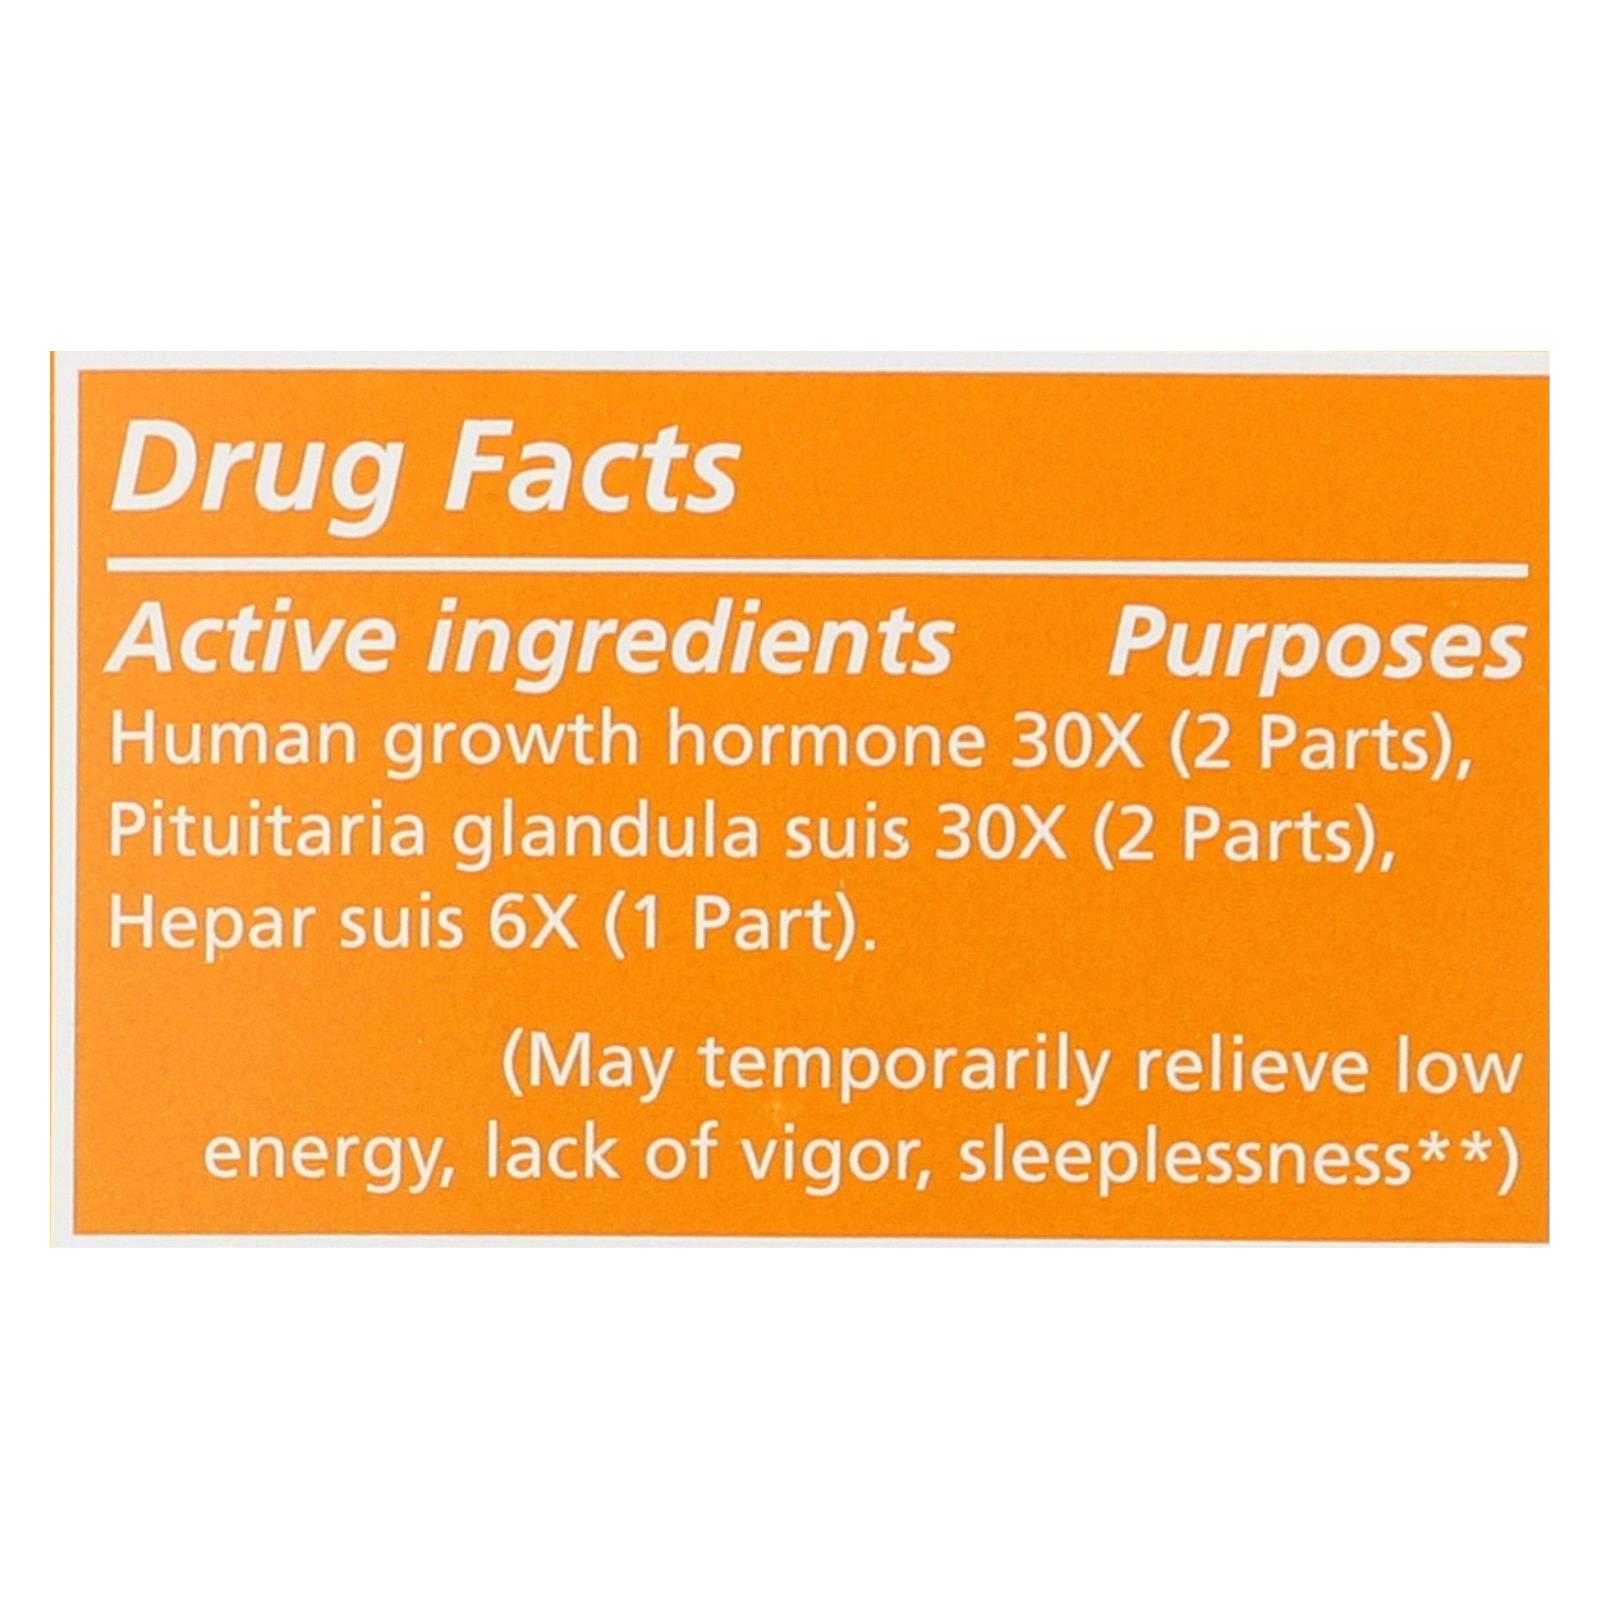 Drug Facts
Active ingredients Purposes
Human growth hormone 30X (2 Parts),
Pituitaria glandula suis 30X (2 Parts),
Hepar suis 6X (1 Part).
(May temporarily relieve low
energy, lack of vigor, sleeplessness**)